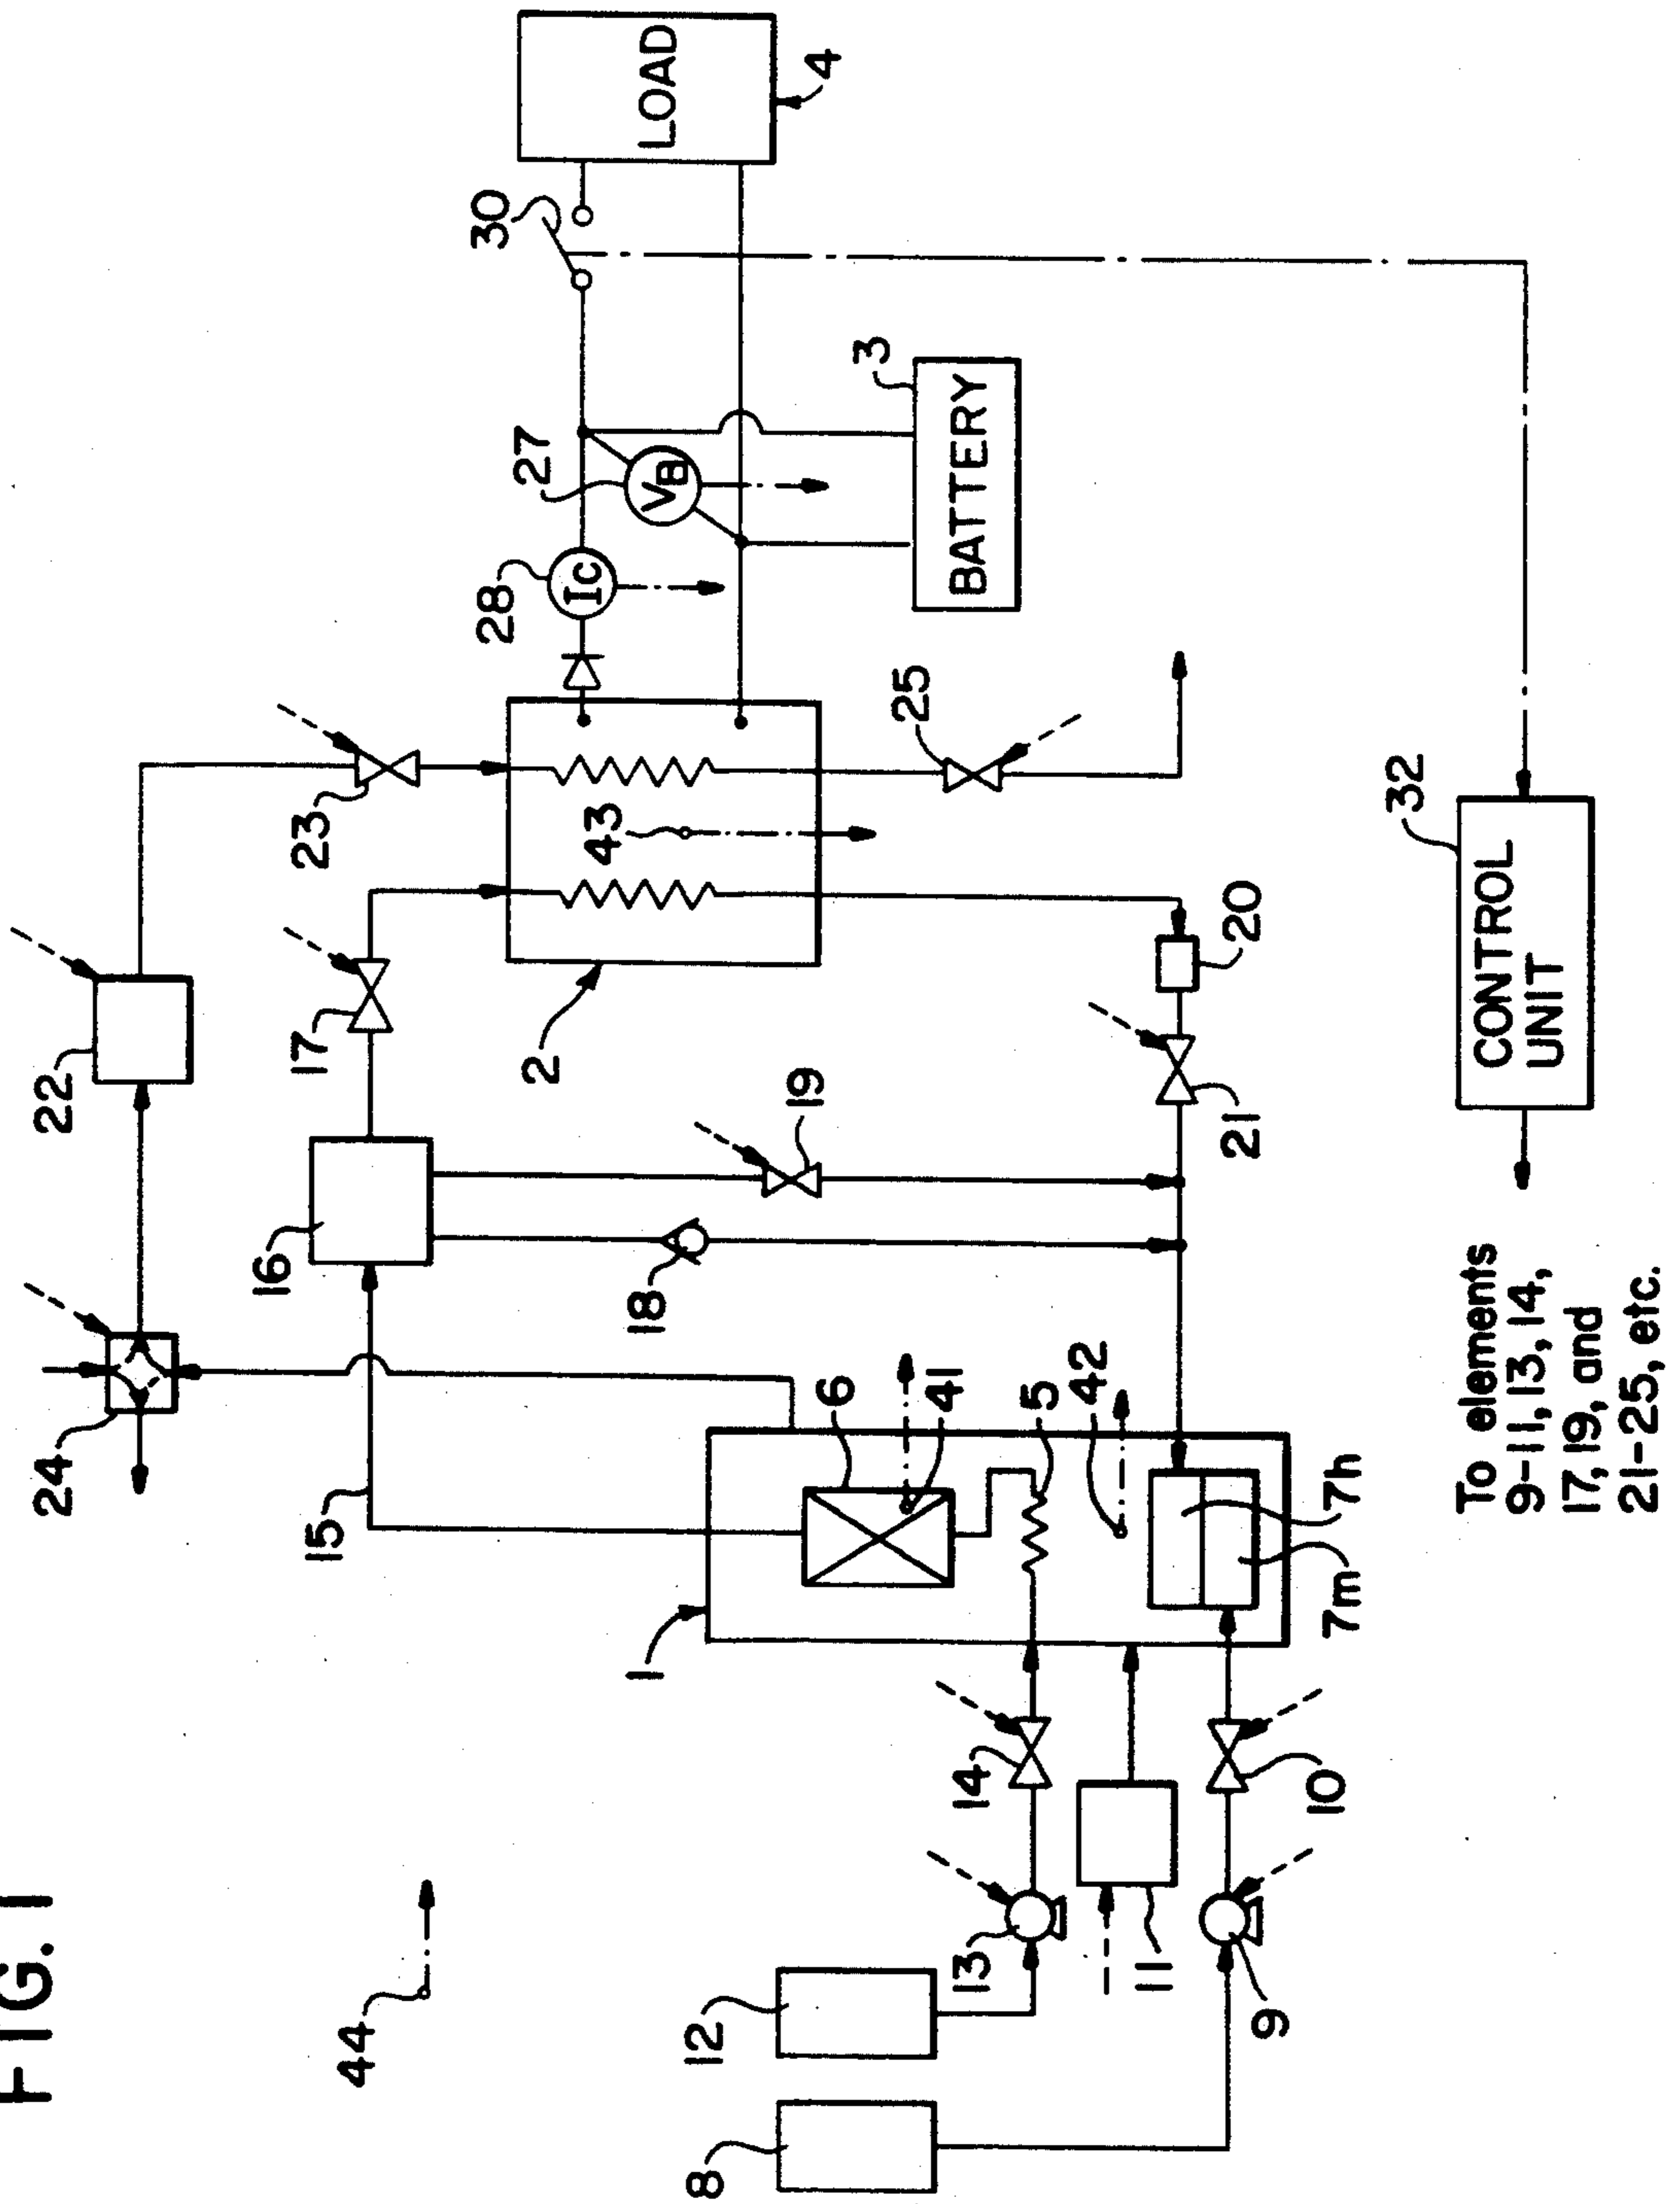 FIG. 1
44
24
22
15
16
17
23
18
19
2
43
28
Ic
27
VB
30
LOAD
4
3
BATTERY
25
20
21
1
6
41
5
42
7h
7m
12
13
14
11
8
9
10
32
CONTROL
UNIT
To elements
9-11, 13, 14,
17, 19, and
21-25, etc.